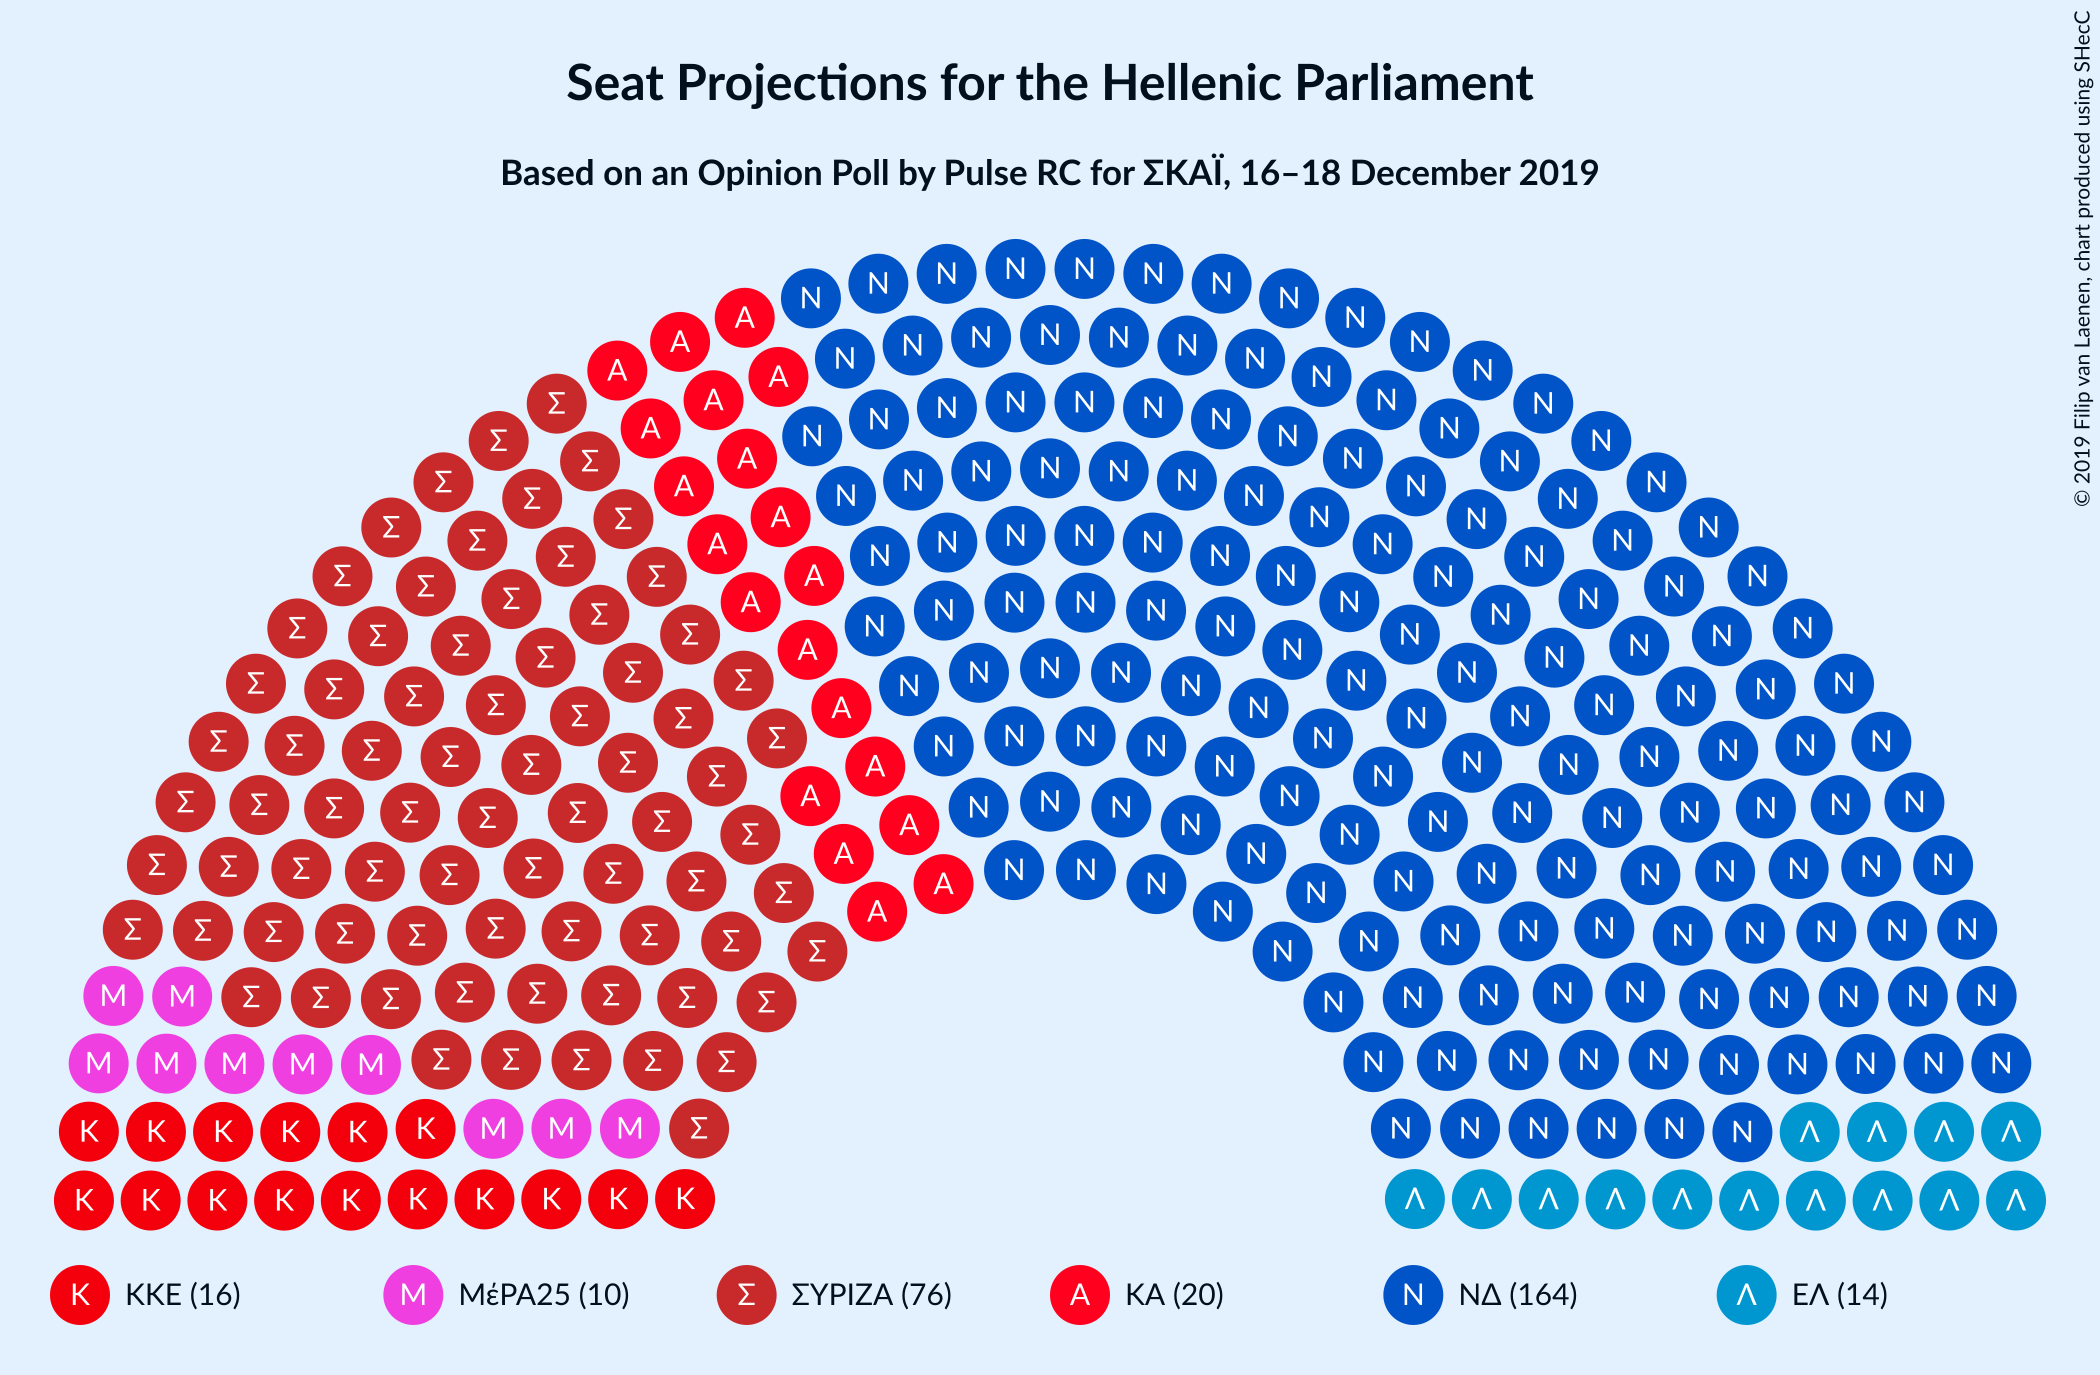 Seat Projections for the Hellenic Parliament
Based on an Opinion Poll by Pulse RC for ΣΚΑΪ, 16–18 December 2019
© 2019 Filip van Laenen, chart produced using SHecC
Κ ΚΚΕ (16)
Μ ΜέΡΑ25 (10)
Σ ΣΥΡΙΖΑ (76)
Α ΚΑ (20)
Ν ΝΔ (164)
Λ ΕΛ (14)